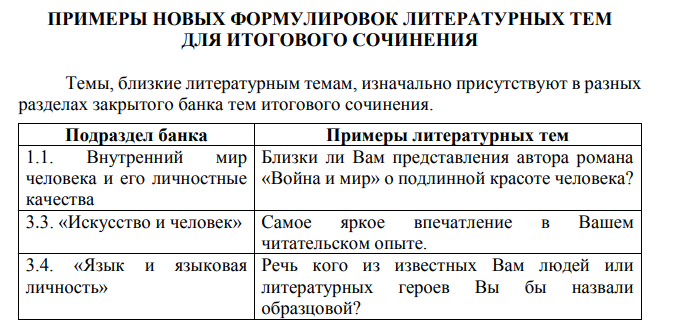 ПРИМЕРЫ НОВЫХ ФОРМУЛИРОВОК ЛИТЕРАТУРНЫХ ТЕМ
ДЛЯ ИТОГОВОГО СОЧИНЕНИЯ
Темы, близкие литературным темам, изначально присутствуют в разных
разделах закрытого банка тем итогового сочинения.
Подраздел банка
Примеры литературных тем
1.1. Внутренний мир
человека и его личностные
качества
Близки ли Вам представления автора романа
«Война и мир» о подлинной красоте человека?
3.3. «Искусство и человек»
Самое яркое впечатление в Вашем
читательском опыте.
3.4. «Язык и языковая
личность»
Речь кого из известных Вам людей или
литературных героев Вы бы назвали
образцовой?